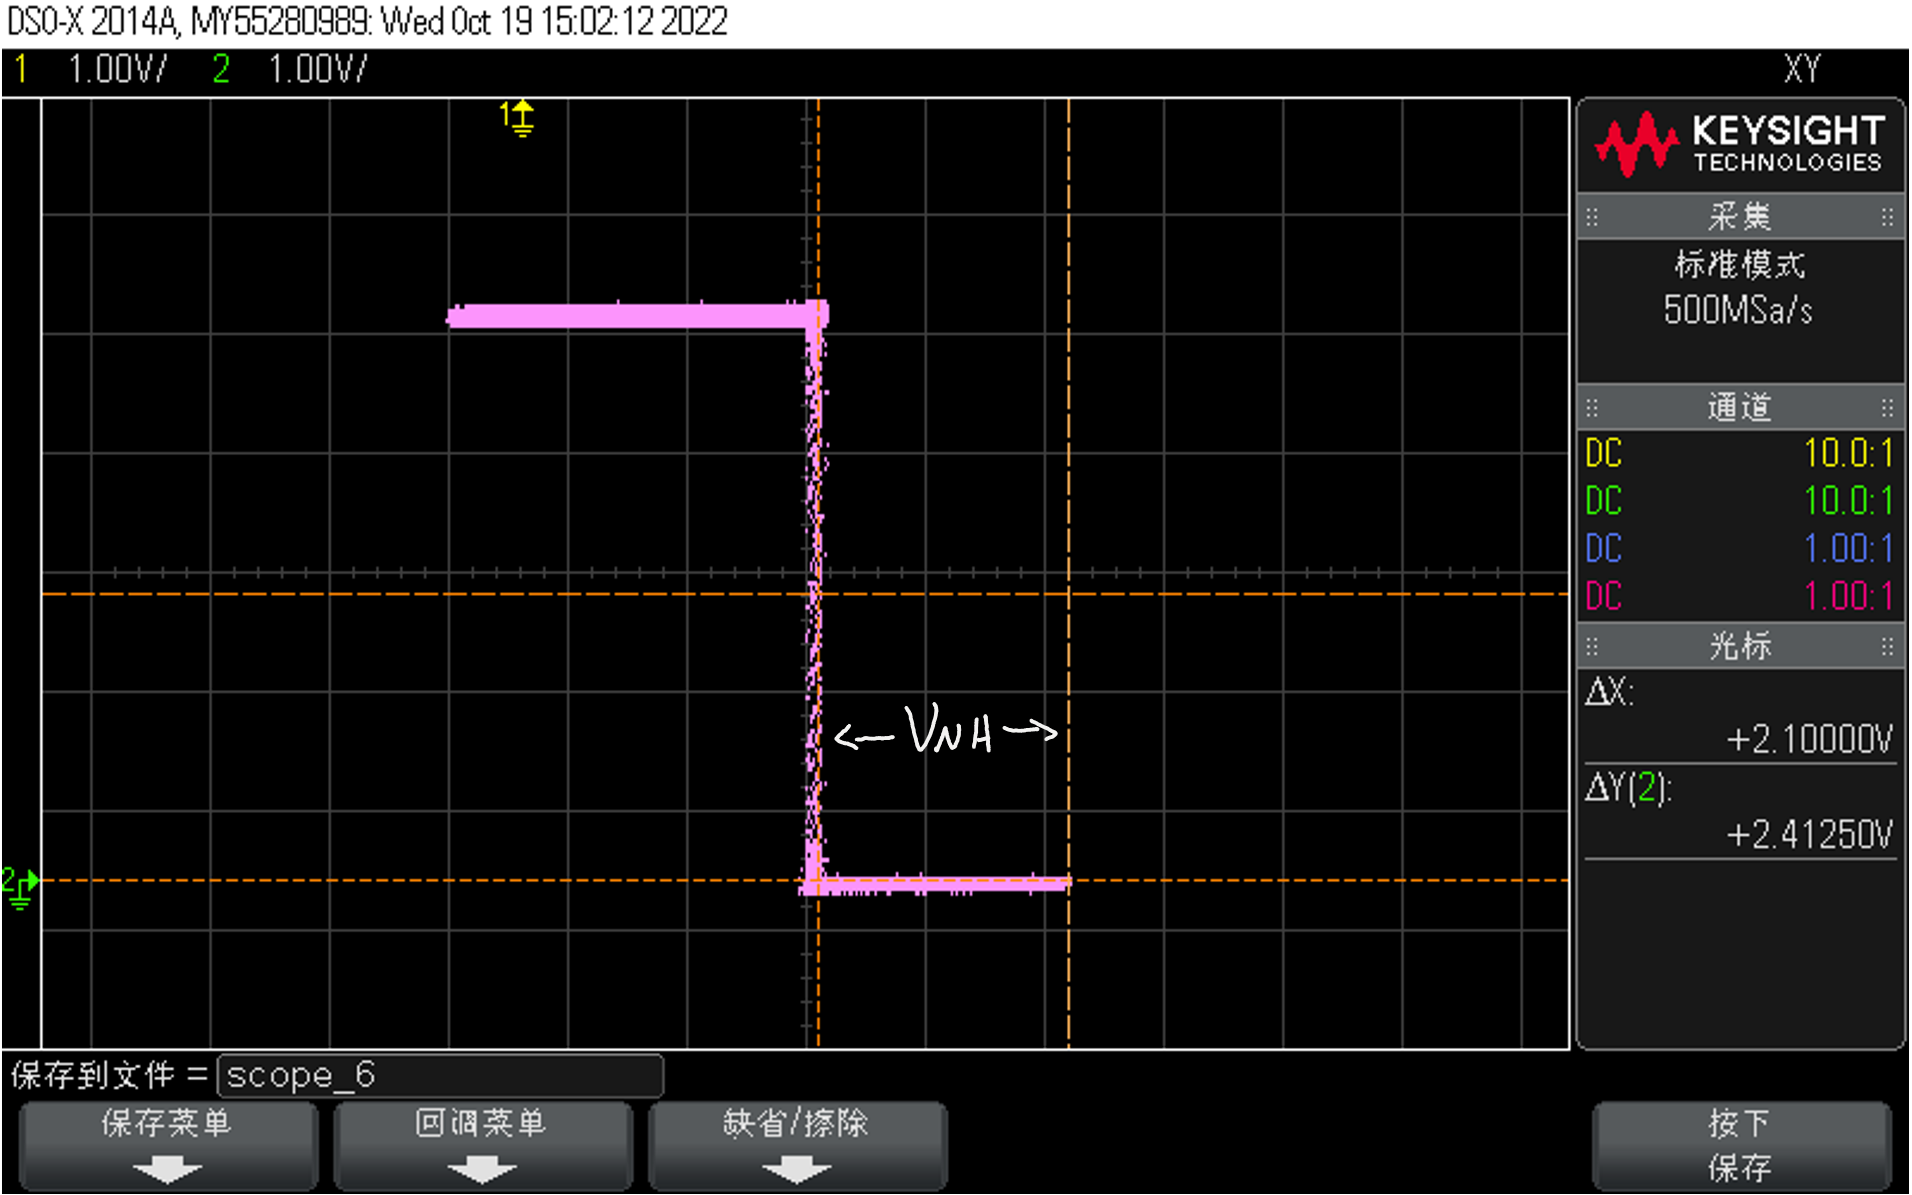 DSO-X 2014A, MY55280989: Wed Oct 19 15:02:12 2022
1 1.00V/ 2 1.00V/ XY
1
KEYSIGHT
TECHNOLOGIES
采集
标准模式
500MSa/s
通道
DC 10.0:1
DC 10.0:1
DC 1.00:1
DC 1.00:1
光标
ΔX:
+2.10000V
ΔY(2):
+2.41250V
← VNH →
2
保存到文件 = scope_6
保存菜单 回调菜单 缺省/擦除 按下
保存